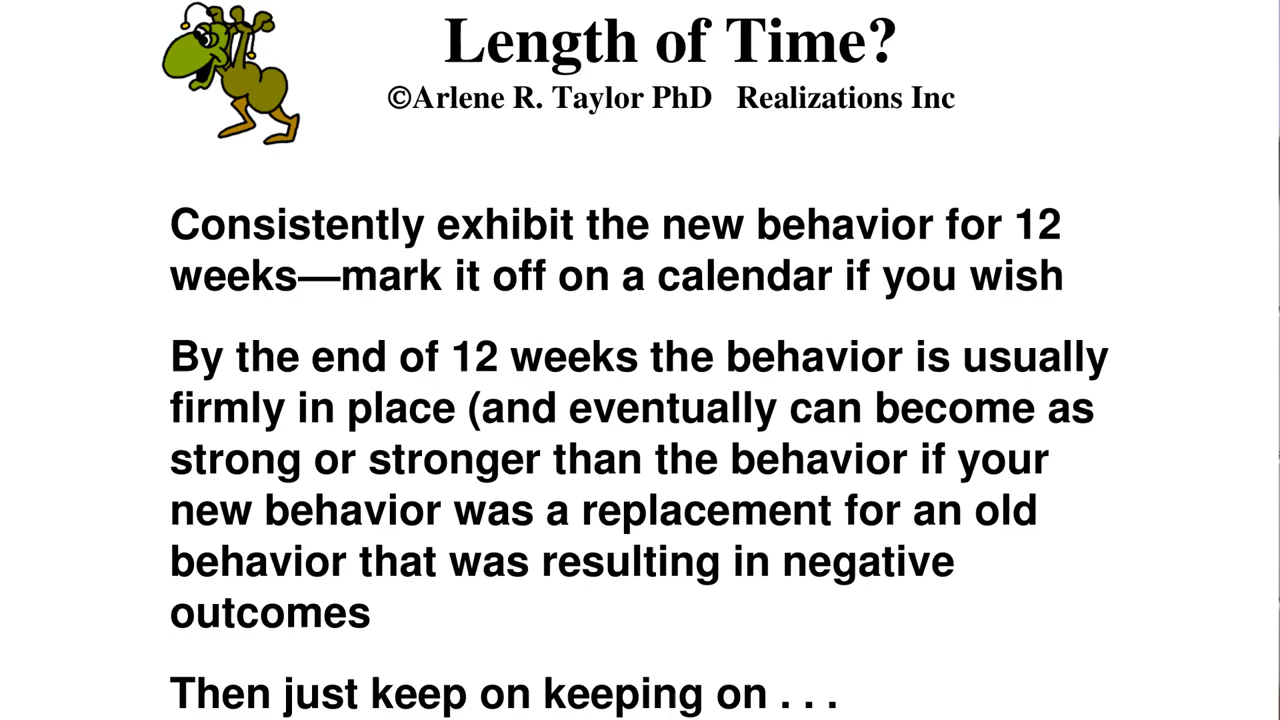 Length of Time?
©Arlene R. Taylor PhD Realizations Inc
Consistently exhibit the new behavior for 12
weeks—mark it off on a calendar if you wish
By the end of 12 weeks the behavior is usually
firmly in place (and eventually can become as
strong or stronger than the behavior if your
new behavior was a replacement for an old
behavior that was resulting in negative
outcomes
Then just keep on keeping on . . .